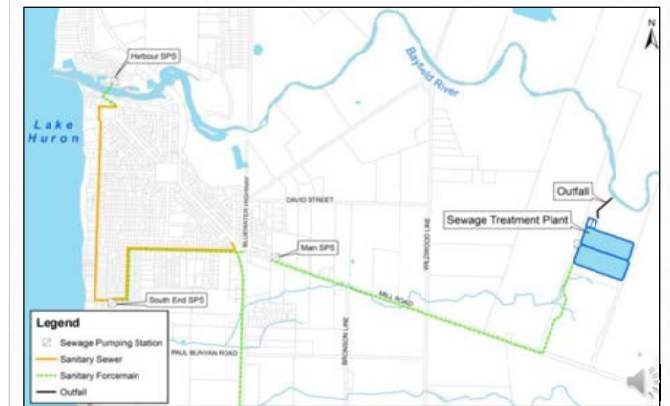 N
Harbour SPS
Bayfield River
Lake
Huron
Outfall
DAVID STREET
Sewage Treatment Plant
BLUEWATER HIGHWAY
WILDWOOD LINE
Main SPS
MILL ROAD
South End SPS
BRONSON LINE
PAUL BUNYAN ROAD
Legend
Sewage Pumping Station
Sanitary Sewer
Sanitary Forcemain
Outfall